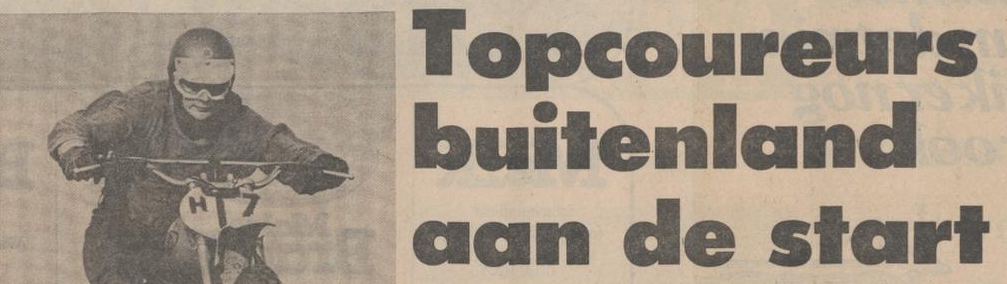 Topcoureurs
buitenland
aan de start
H 7